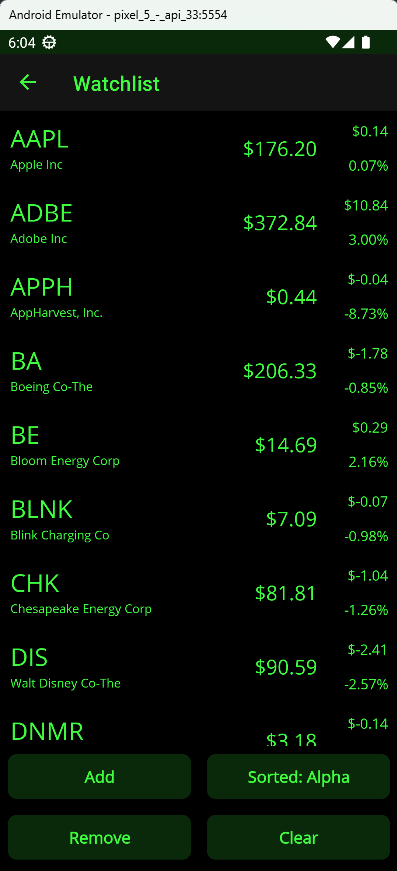 Android Emulator - pixel_5_-_api_33:5554
6:04
Watchlist
AAPL $176.20 $0.14
Apple Inc 0.07%
ADBE $372.84 $10.84
Adobe Inc 3.00%
APPH $0.44 $-0.04
AppHarvest, Inc. -8.73%
BA $206.33 $-1.78
Boeing Co-The -0.85%
BE $14.69 $0.29
Bloom Energy Corp 2.16%
BLNK $7.09 $-0.07
Blink Charging Co -0.98%
CHK $81.81 $-1.04
Chesapeake Energy Corp -1.26%
DIS $90.59 $-2.41
Walt Disney Co-The -2.57%
DNMR $3.18 $-0.14
Add Sorted: Alpha
Remove Clear